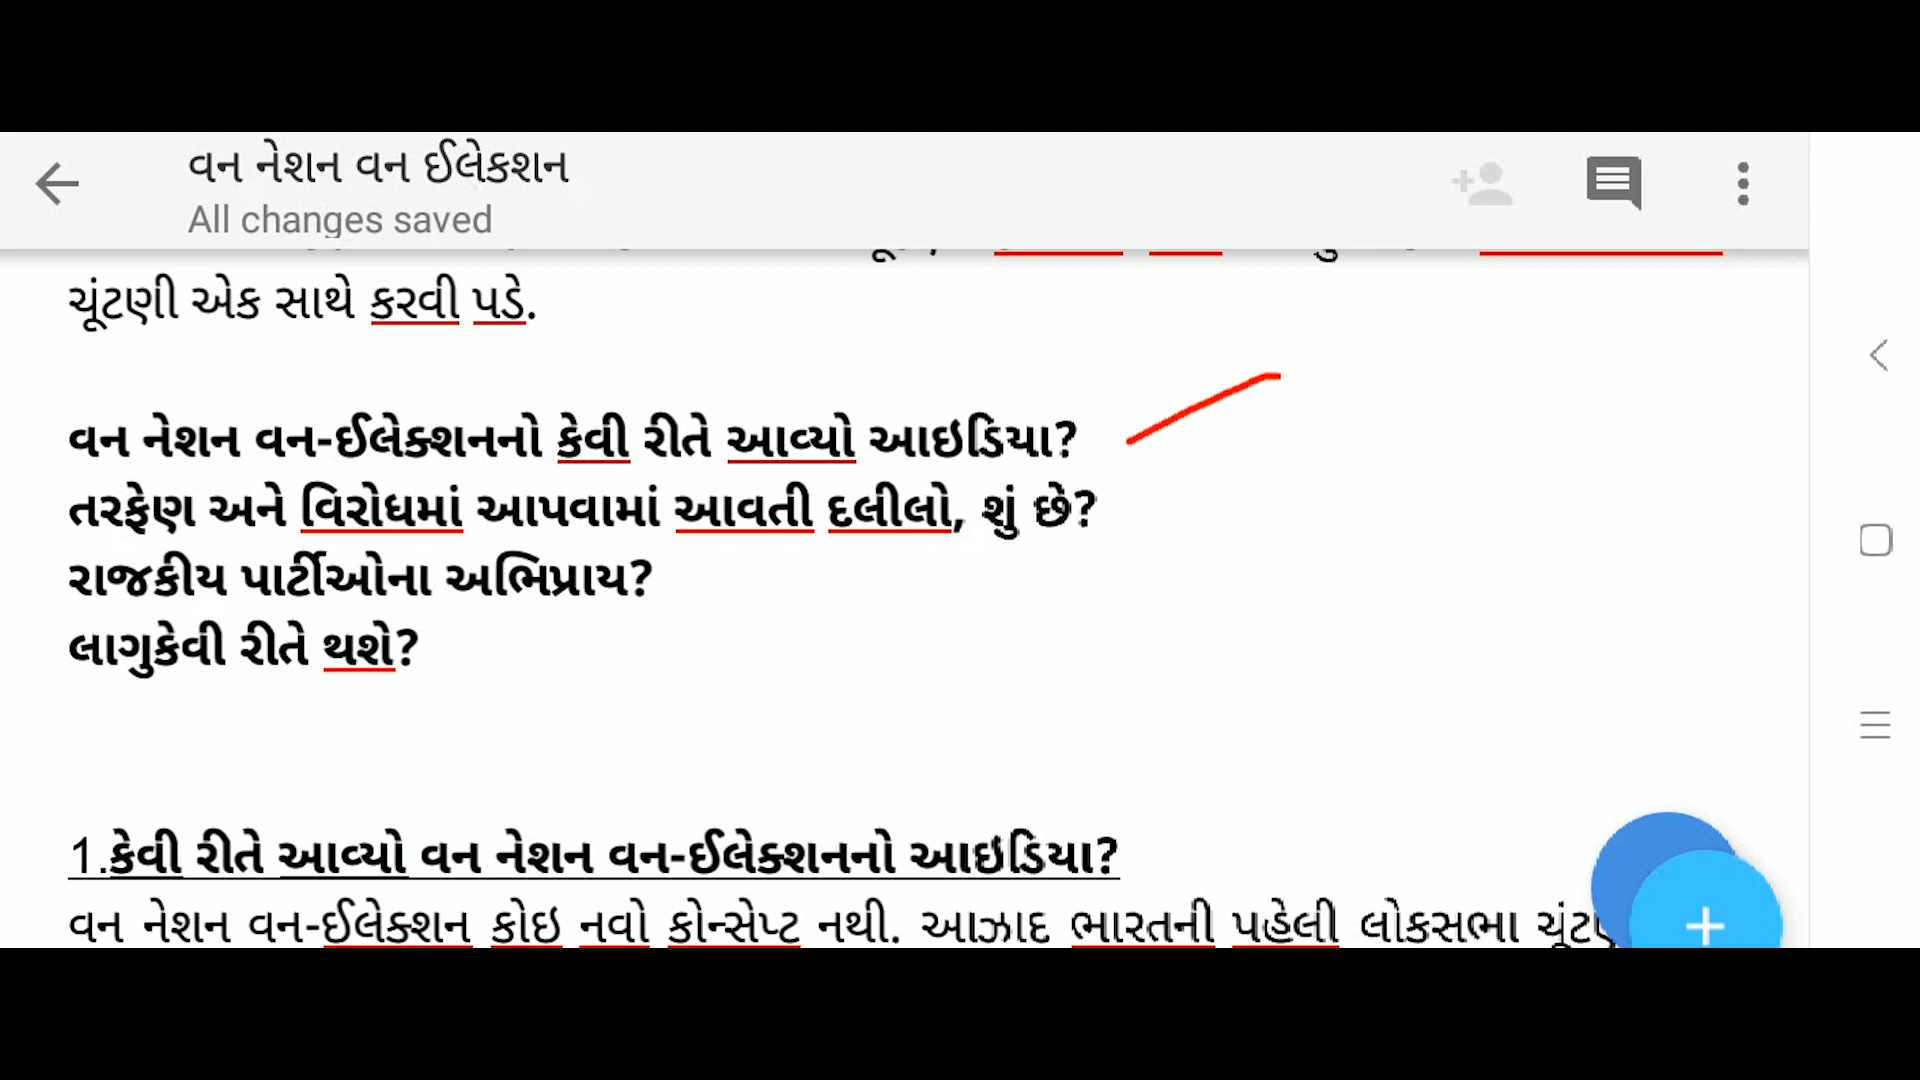 વન નેશન વન ઈલેકશન
All changes saved
ચૂંટણી એક સાથે કરવી પડે.
વન નેશન વન-ઈલેક્શનનો કેવી રીતે આવ્યો આઇડિયા?
તરફેણ અને વિરોધમાં આપવામાં આવતી દલીલો, શું છે?
રાજકીય પાર્ટીઓના અભિપ્રાય?
લાગુકેવી રીતે થશે?
1.કેવી રીતે આવ્યો વન નેશન વન-ઈલેક્શનનો આઇડિયા?
વન નેશન વન-ઈલેક્શન કોઇ નવો કોન્સેપ્ટ નથી. આઝાદ ભારતની પહેલી લોકસભા